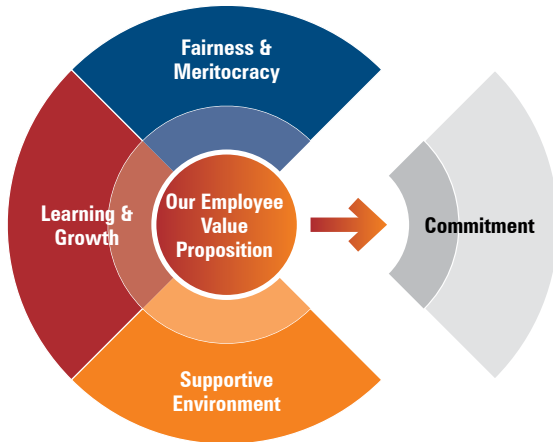 Fairness &
Meritocracy
Learning &
Growth
Our Employee
Value
Proposition
Commitment
Supportive
Environment